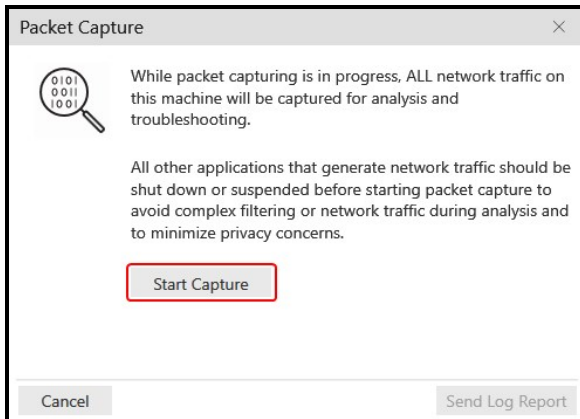 Packet Capture
0101
0011
1001
While packet capturing is in progress, ALL network traffic on
this machine will be captured for analysis and
troubleshooting.
All other applications that generate network traffic should be
shut down or suspended before starting packet capture to
avoid complex filtering or network traffic during analysis and
to minimize privacy concerns.
Start Capture
Cancel
Send Log Report